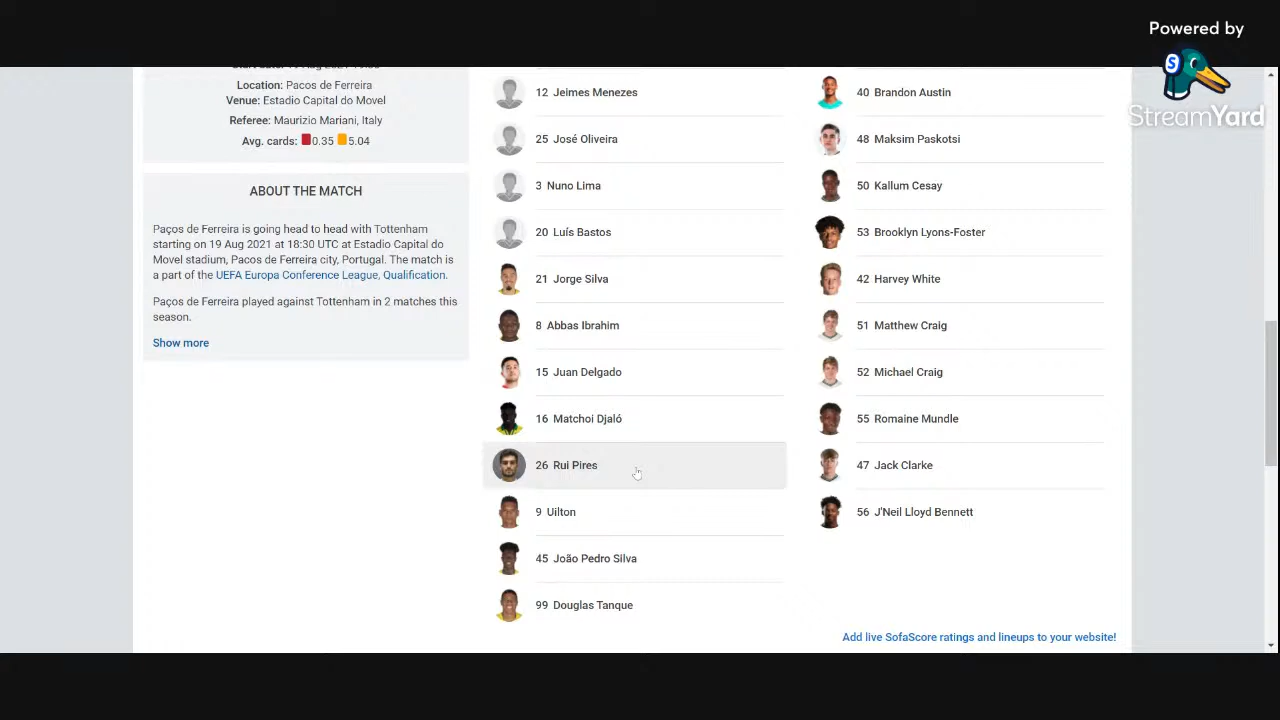 Powered by
StreamYard
Location: Pacos de Ferreira
Venue: Estadio Capital do Movel
Referee: Maurizio Mariani, Italy
Avg. cards: 0.35 5.04
ABOUT THE MATCH
Paços de Ferreira is going head to head with Tottenham
starting on 19 Aug 2021 at 18:30 UTC at Estadio Capital do
Movel stadium, Pacos de Ferreira city, Portugal. The match is
a part of the UEFA Europa Conference League, Qualification.
Paços de Ferreira played against Tottenham in 2 matches this
season.
Show more
12 Jeimes Menezes
25 José Oliveira
3 Nuno Lima
20 Luís Bastos
21 Jorge Silva
8 Abbas Ibrahim
15 Juan Delgado
16 Matchoi Djaló
26 Rui Pires
9 Uilton
45 João Pedro Silva
99 Douglas Tanque
40 Brandon Austin
48 Maksim Paskotsi
50 Kallum Cesay
53 Brooklyn Lyons-Foster
42 Harvey White
51 Matthew Craig
52 Michael Craig
55 Romaine Mundle
47 Jack Clarke
56 J'Neil Lloyd Bennett
Add live SofaScore ratings and lineups to your website!